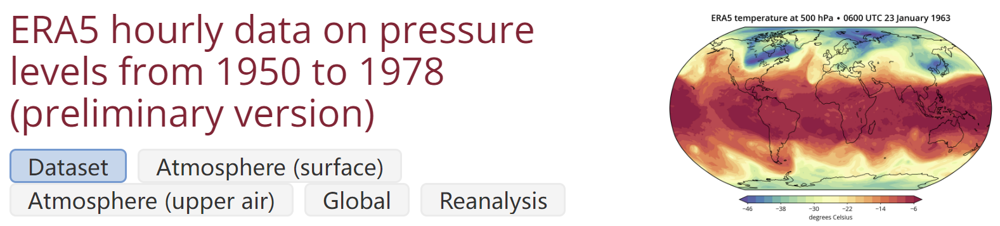 ERA5 hourly data on pressure
levels from 1950 to 1978
(preliminary version)
Dataset
Atmosphere (surface)
Atmosphere (upper air)
Global
Reanalysis
ERA5 temperature at 500 hPa • 0600 UTC 23 January 1963
−46 −38 −30 −22 −14 −6
degrees Celsius